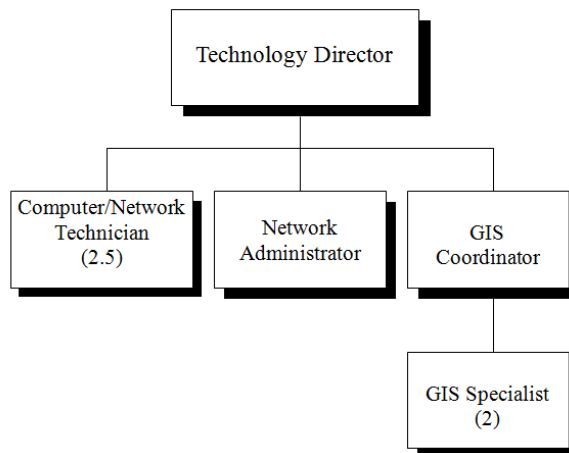 Technology Director
Computer/Network
Technician
(2.5)
Network
Administrator
GIS
Coordinator
GIS Specialist
(2)